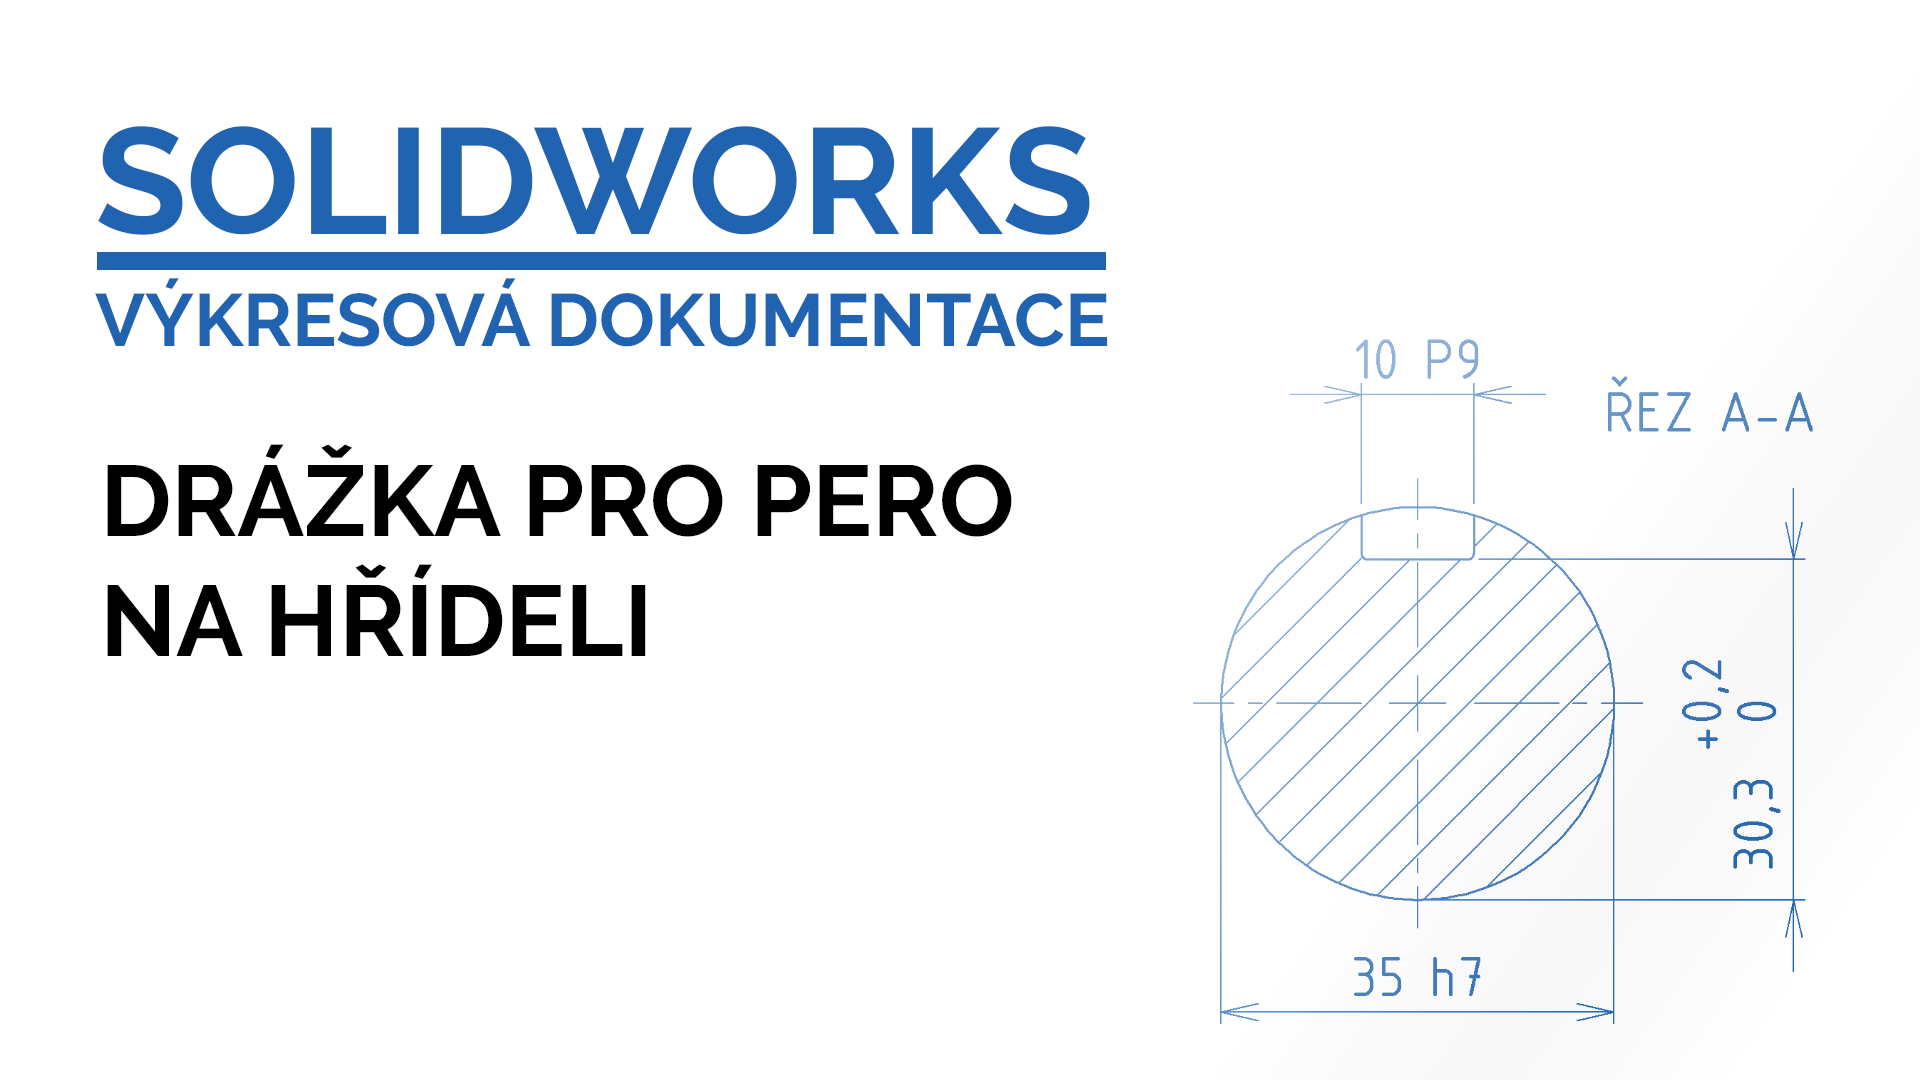 SOLIDWORKS
VÝKRESOVÁ DOKUMENTACE
DRÁŽKA PRO PERO
NA HŘÍDELI
10 P9
ŘEZ A-A
+0,2
30,3 0
35 h7